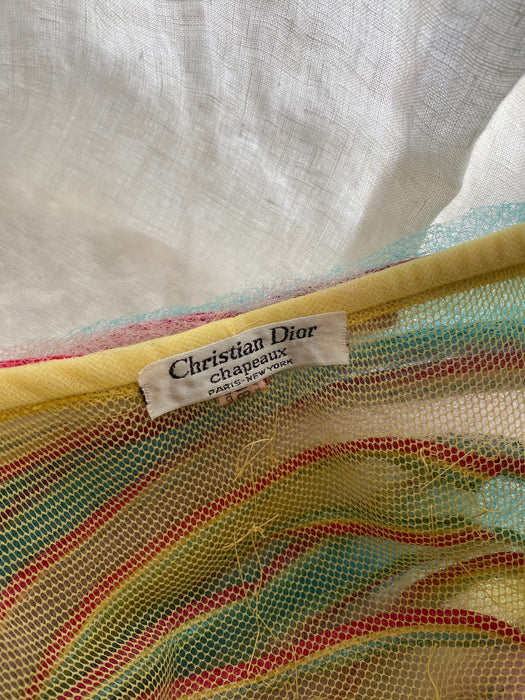 Christian Dior
chapeaux
PARIS-NEW YORK